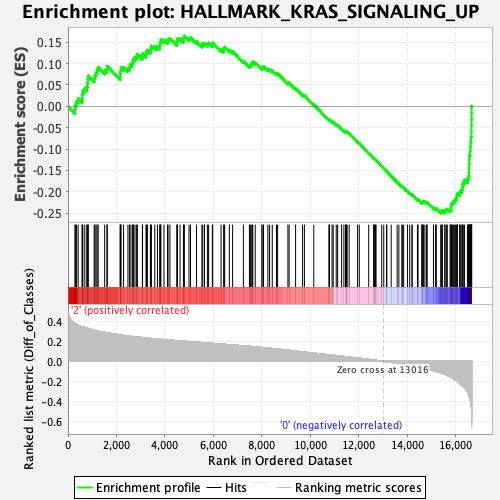 Enrichment plot: HALLMARK_KRAS_SIGNALING_UP
Enrichment score (ES)
0.15
0.10
0.05
0.00
-0.05
-0.10
-0.15
-0.20
-0.25
'2' (positively correlated)
Ranked list metric (Diff_of_Classes)
0.4
0.2
0.0
-0.2
-0.4
-0.6
Zero cross at 13016
'0' (negatively correlated)
0 2,000 4,000 6,000 8,000 10,000 12,000 14,000 16,000
Rank in Ordered Dataset
Enrichment profile Hits Ranking metric scores